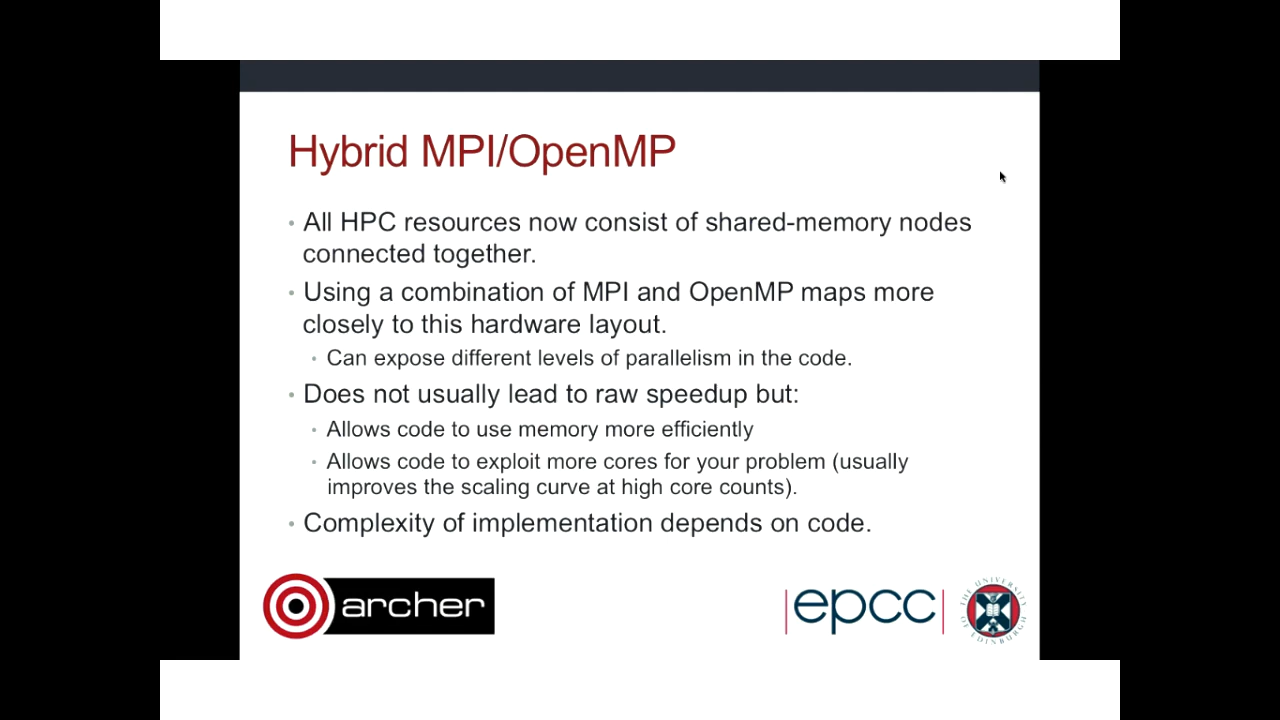 Hybrid MPI/OpenMP
• All HPC resources now consist of shared-memory nodes
connected together.
• Using a combination of MPI and OpenMP maps more
closely to this hardware layout.
• Can expose different levels of parallelism in the code.
• Does not usually lead to raw speedup but:
• Allows code to use memory more efficiently
• Allows code to exploit more cores for your problem (usually
improves the scaling curve at high core counts).
• Complexity of implementation depends on code.
archer
epcc
THE UNIVERSITY
OF EDINBURGH